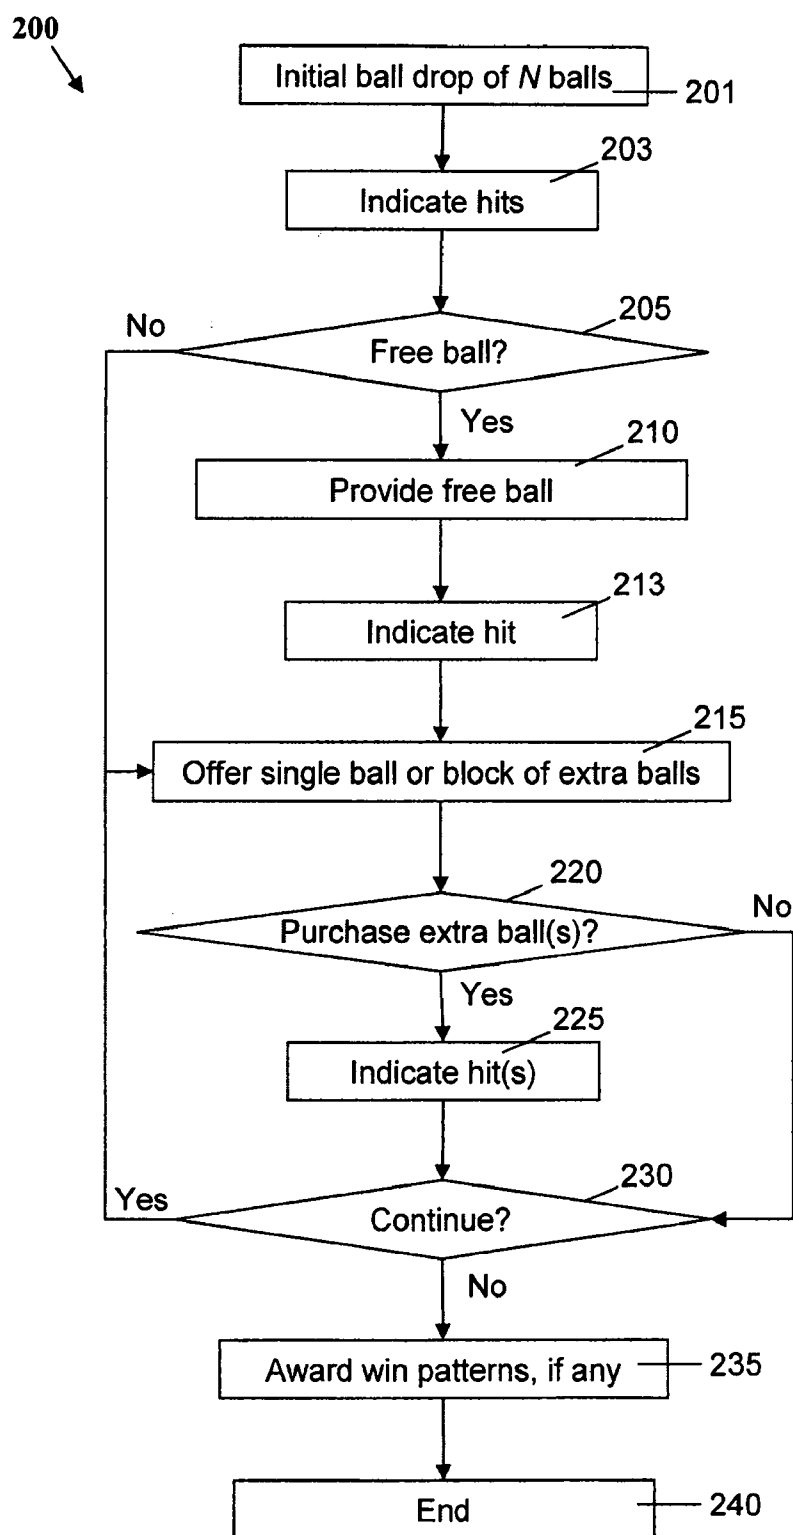 200
Initial ball drop of N balls
201
203
Indicate hits
205
No
Free ball?
Yes
210
Provide free ball
213
Indicate hit
215
Offer single ball or block of extra balls
220
No
Purchase extra ball(s)?
Yes
225
Indicate hit(s)
230
Yes
Continue?
No
Award win patterns, if any
235
End
240